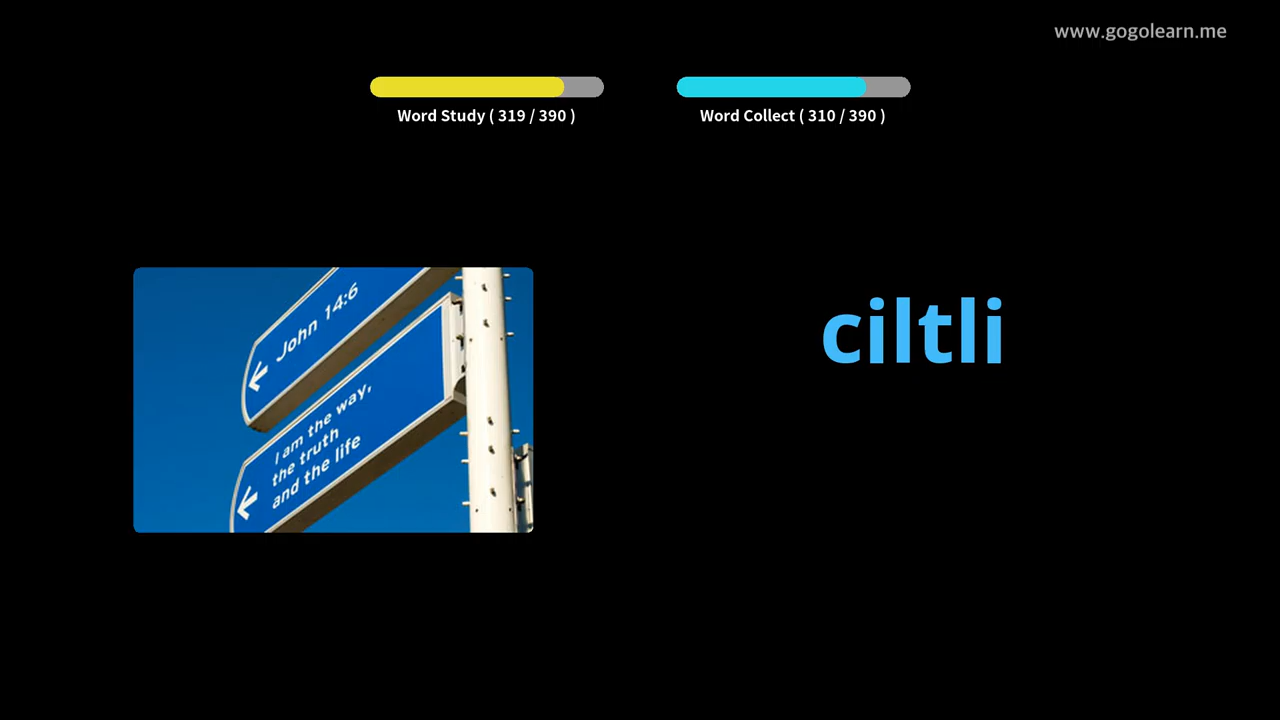 www.gogolearn.me
Word Study ( 319 / 390 )
Word Collect ( 310 / 390 )
John 14:6
I am the way,
the truth
and the life
ciltli